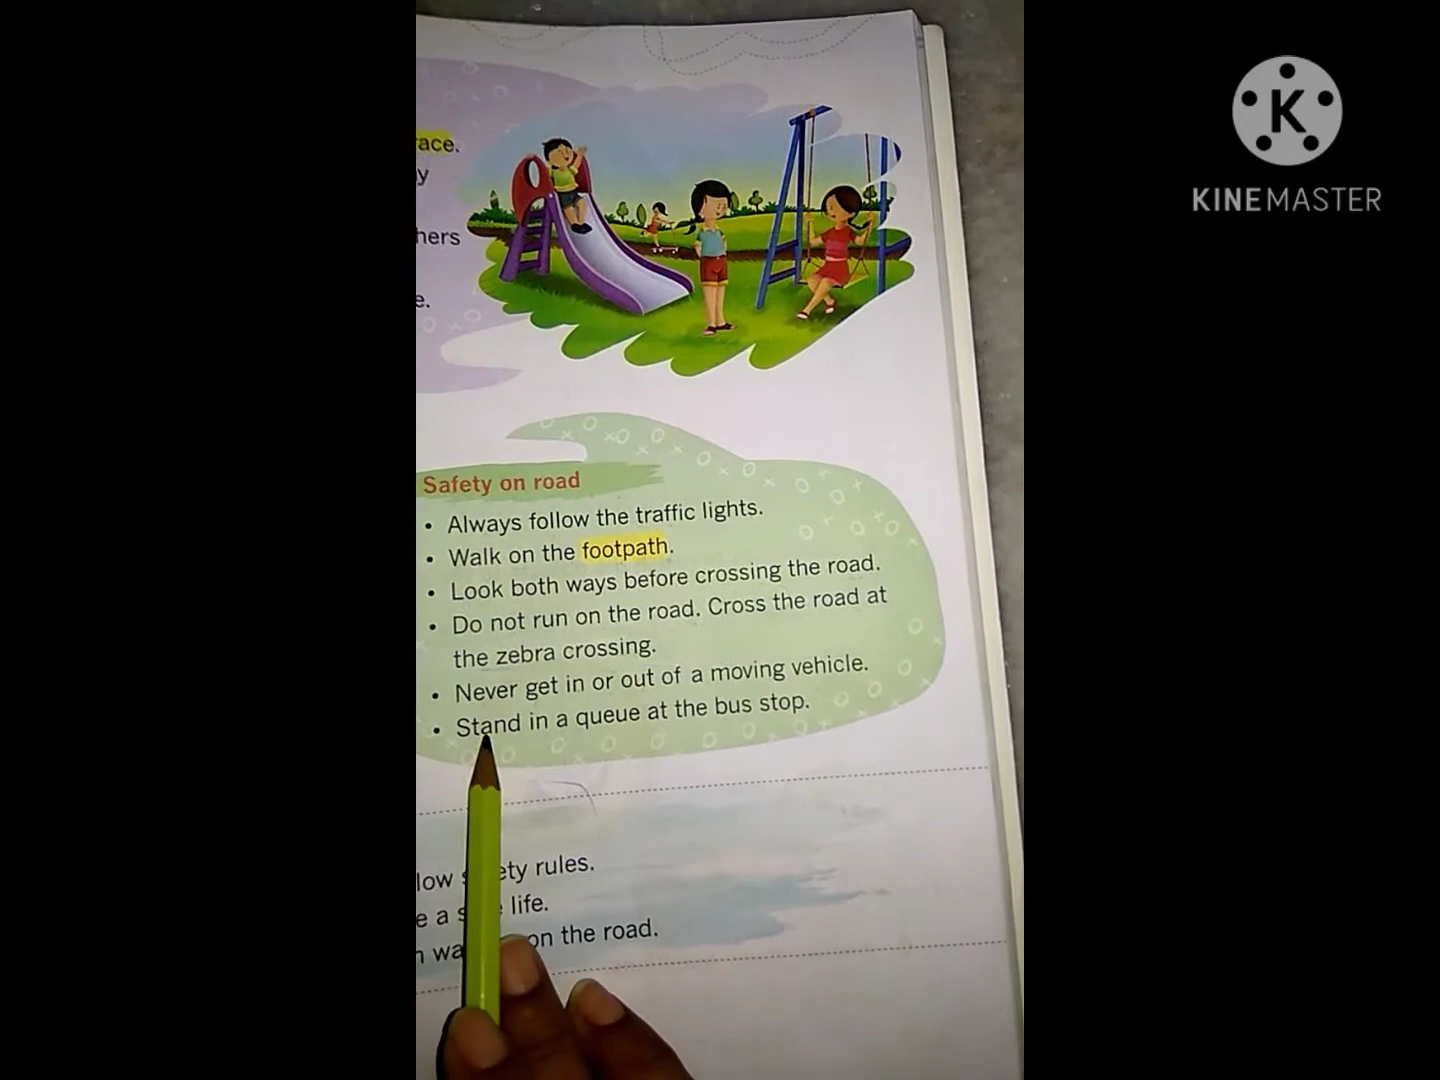 ace.
y
hers
e.
KINEMASTER
Safety on road
• Always follow the traffic lights.
• Walk on the footpath.
• Look both ways before crossing the road.
• Do not run on the road. Cross the road at
the zebra crossing.
• Never get in or out of a moving vehicle.
• Stand in a queue at the bus stop.
low ety rules.
e a s life.
n wa on the road.